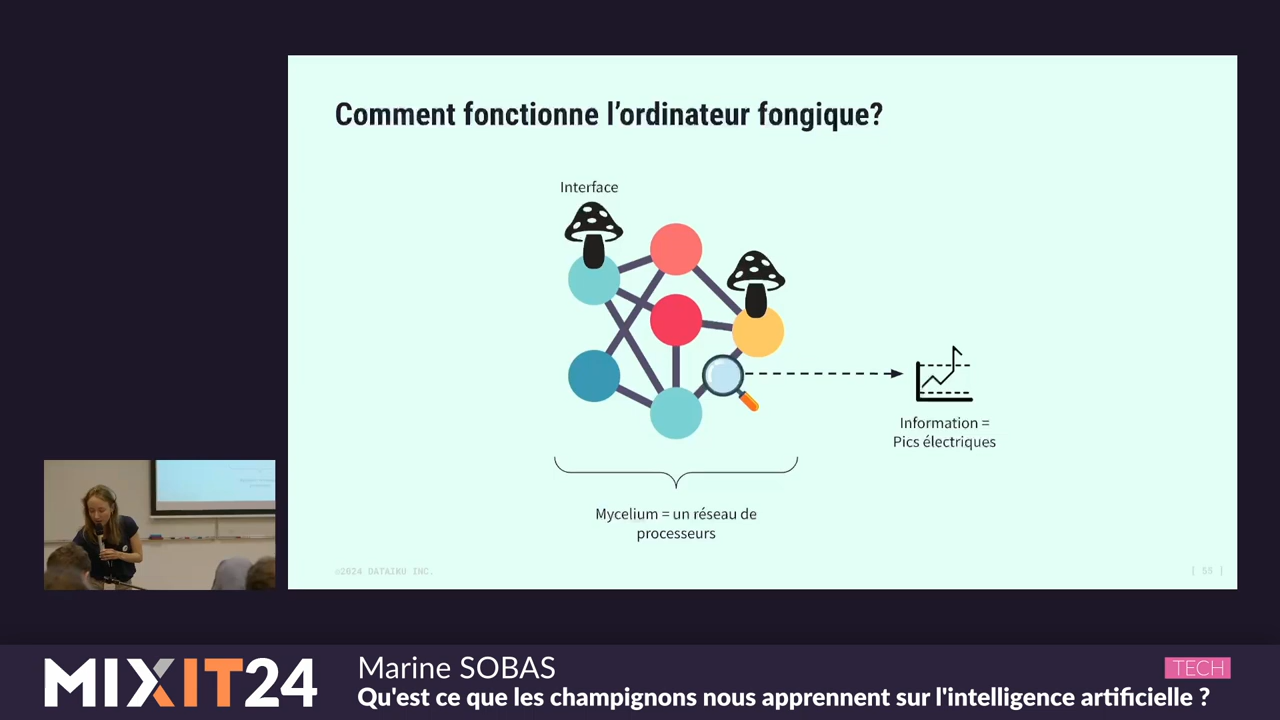 Comment fonctionne l'ordinateur fongique?
Interface
Information =
Pics électriques
Mycelium = un réseau de
processeurs
©2024 DATAIKU INC.
| 55 |
MIXIT24
Marine SOBAS
TECH
Qu'est ce que les champignons nous apprennent sur l'intelligence artificielle ?